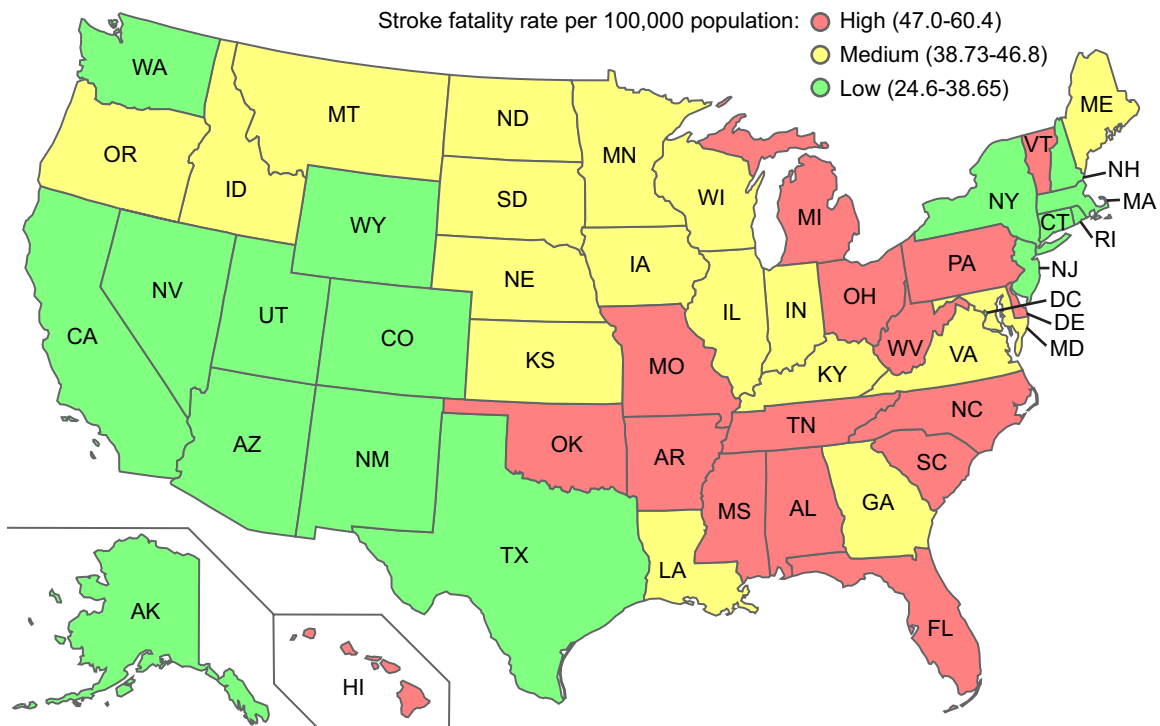 Stroke fatality rate per 100,000 population:
High (47.0-60.4)
Medium (38.73-46.8)
Low (24.6-38.65)
WA
MT
ND
MN
ME
VT
OR
ID
SD
WI
NH
WY
MI
NY
MA
CT
RI
NE
IA
PA
NJ
NV
UT
CO
IL
IN
OH
DC
DE
CA
KS
MO
WV
MD
VA
KY
AZ
NM
OK
AR
TN
NC
SC
MS
AL
GA
TX
LA
AK
FL
HI